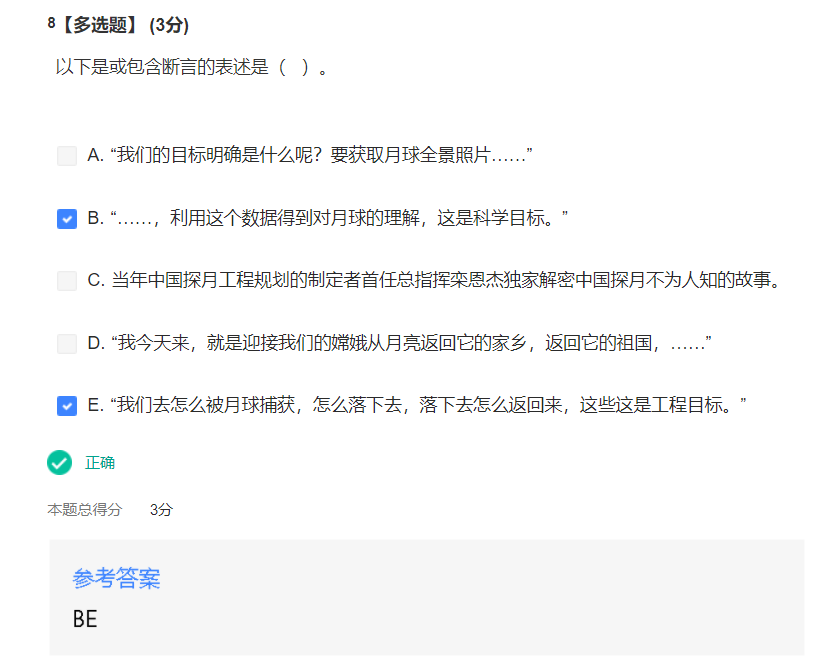 8【多选题】 (3分)
以下是或包含断言的表述是（ ）。
A. “我们的目标明确是什么呢？要获取月球全景照片……”
B. “……，利用这个数据得到对月球的理解，这是科学目标。”
C. 当年中国探月工程规划的制定者首任总指挥栾恩杰独家解密中国探月不为人知的故事。
D. “我今天来，就是迎接我们的嫦娥从月亮返回它的家乡，返回它的祖国，……”
E. “我们去怎么被月球捕获，怎么落下去，落下去怎么返回来，这些这是工程目标。”
正确
本题总得分 3分
参考答案
BE